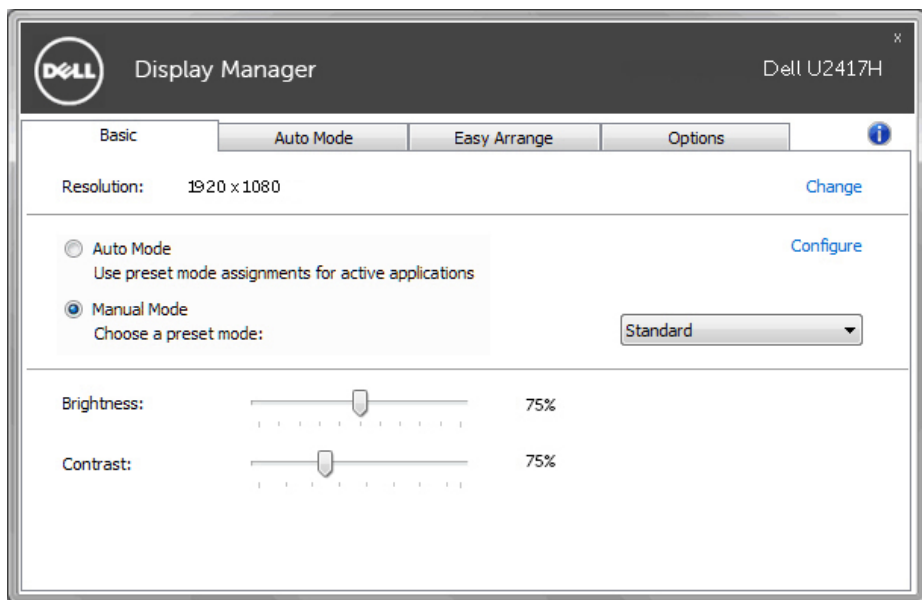 x
DELL Display Manager Dell U2417H
Basic Auto Mode Easy Arrange Options i
Resolution: 1920 x 1080 Change
Auto Mode Configure
Use preset mode assignments for active applications
Manual Mode
Choose a preset mode: Standard
Brightness: 75%
Contrast: 75%